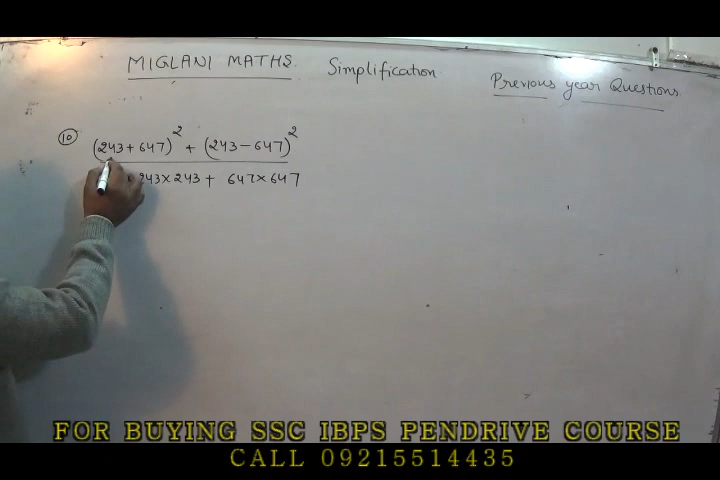 MIGLANI MATHS. Simplification
Previous year Questions
10 (243 + 647)² + (243 - 647)²
243 × 243 + 647 × 647
FOR BUYING SSC IBPS PENDRIVE COURSE
CALL 09215514435